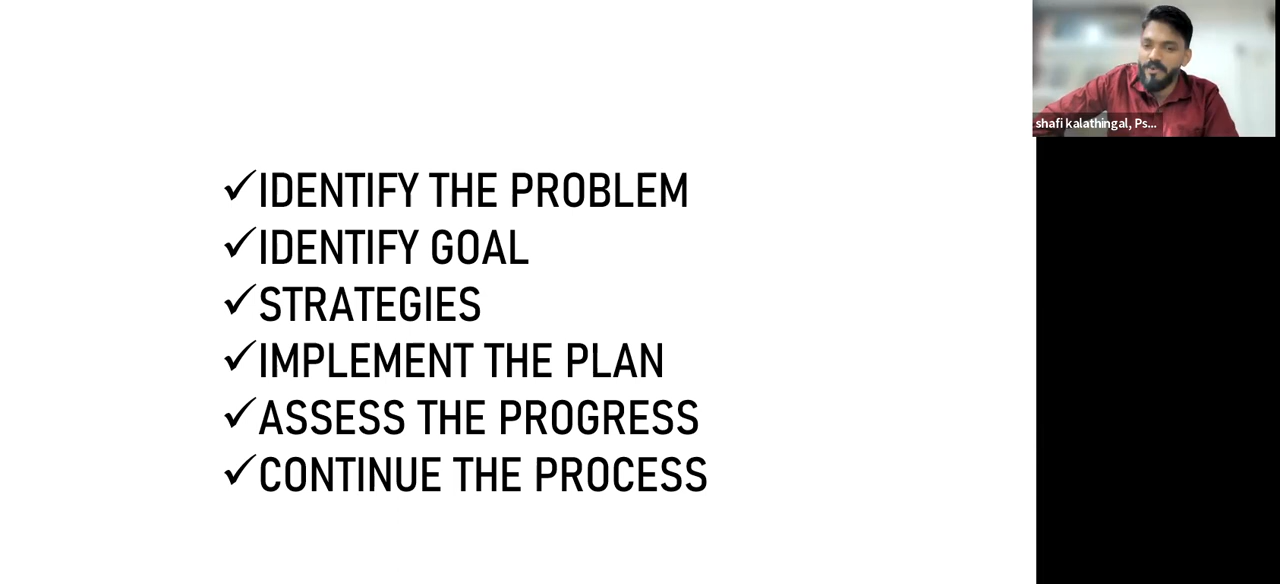 ✓IDENTIFY THE PROBLEM
✓IDENTIFY GOAL
✓STRATEGIES
✓IMPLEMENT THE PLAN
✓ASSESS THE PROGRESS
✓CONTINUE THE PROCESS
shafi kalathingal, Ps...